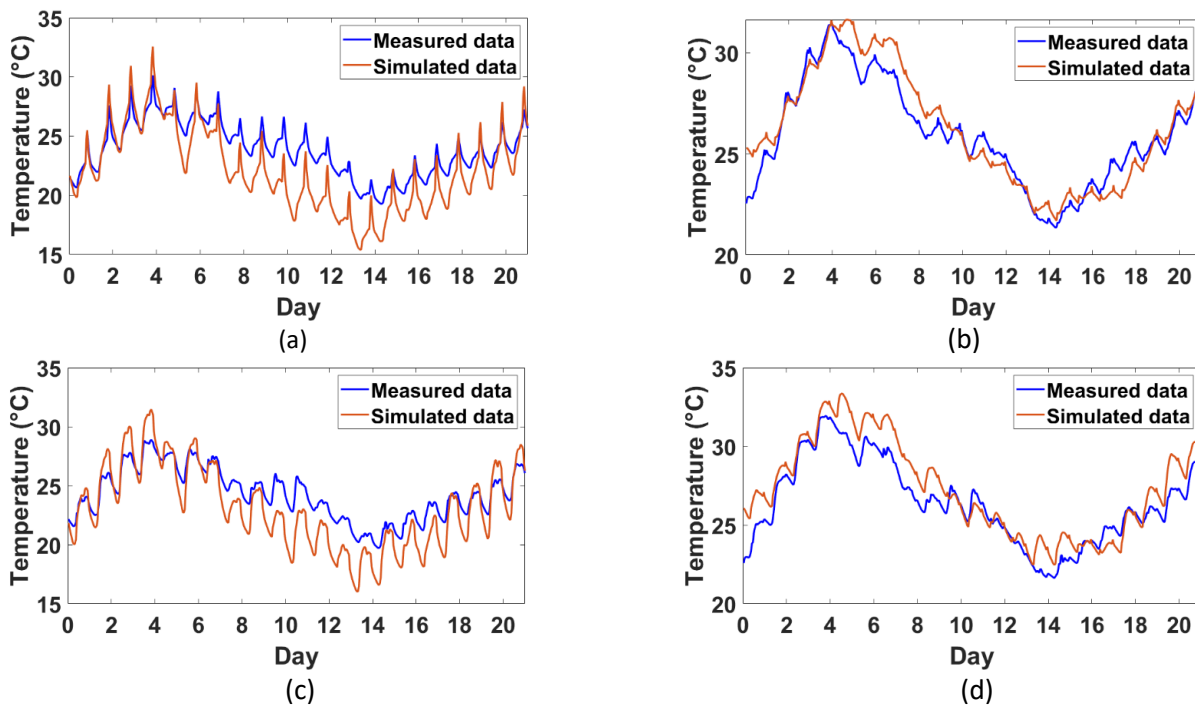 35
30
25
20
15
Temperature (°C)
Measured data
Simulated data
0 2 4 6 8 10 12 14 16 18 20
Day
(a)
30
25
20
Temperature (°C)
Measured data
Simulated data
0 2 4 6 8 10 12 14 16 18 20
Day
(b)
35
30
25
20
15
Temperature (°C)
Measured data
Simulated data
0 2 4 6 8 10 12 14 16 18 20
Day
(c)
35
30
25
20
Temperature (°C)
Measured data
Simulated data
0 2 4 6 8 10 12 14 16 18 20
Day
(d)